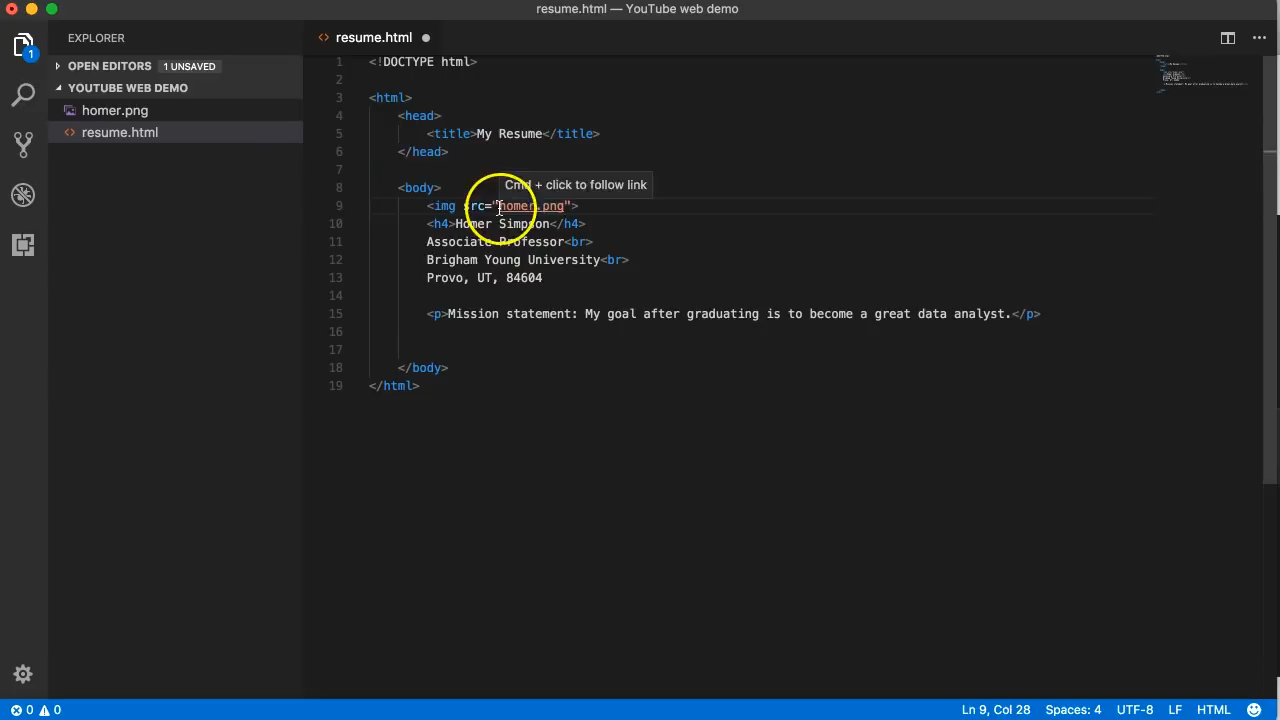 resume.html — YouTube web demo
EXPLORER
OPEN EDITORS 1 UNSAVED
YOUTUBE WEB DEMO
homer.png
resume.html
1
resume.html
1 <!DOCTYPE html>
2
3 <html>
4 <head>
5 <title>My Resume</title>
6 </head>
7
8 <body>
Cmd + click to follow link
9 <img src="homer.png">
10 <h4>Homer Simpson</h4>
11 Associate Professor<br>
12 Brigham Young University<br>
13 Provo, UT, 84604
14
15 <p>Mission statement: My goal after graduating is to become a great data analyst.</p>
16
17
18 </body>
19 </html>
0 0 Ln 9, Col 28 Spaces: 4 UTF-8 LF HTML